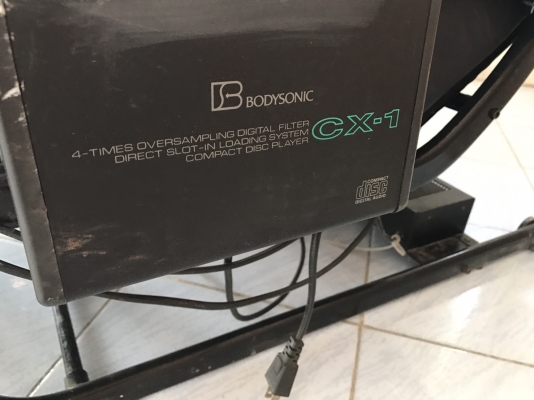 BODYSONIC
CX-1
4-TIMES OVERSAMPLING DIGITAL FILTER
DIRECT SLOT-IN LOADING SYSTEM
COMPACT DISC PLAYER
COMPACT
disc
DIGITAL AUDIO